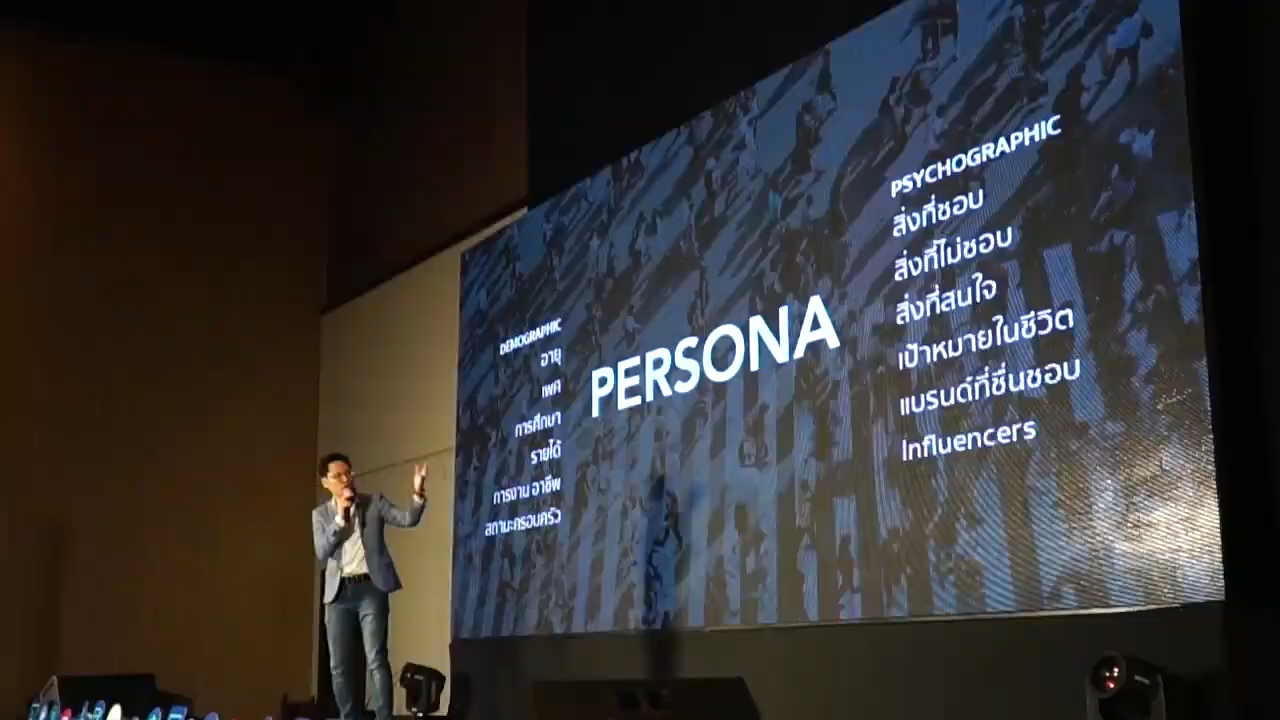 DEMOGRAPHIC
อายุ
เพศ
การศึกษา
รายได้
การงาน อาชีพ
สถานะครอบครัว
PERSONA
PSYCHOGRAPHIC
สิ่งที่ชอบ
สิ่งที่ไม่ชอบ
สิ่งที่สนใจ
เป้าหมายในชีวิต
แบรนด์ที่ชื่นชอบ
Influencers